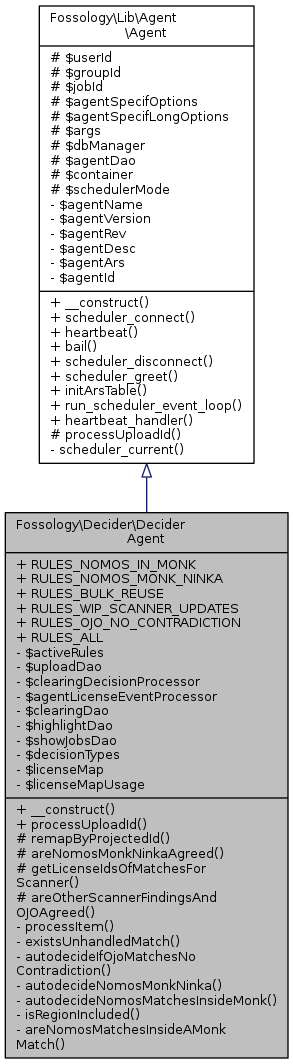 Fossology\Lib\Agent
\Agent
# $userId
# $groupId
# $jobId
# $agentSpecifOptions
# $agentSpecifLongOptions
# $args
# $dbManager
# $agentDao
# $container
# $schedulerMode
- $agentName
- $agentVersion
- $agentRev
- $agentDesc
- $agentArs
- $agentId
+ __construct()
+ scheduler_connect()
+ heartbeat()
+ bail()
+ scheduler_disconnect()
+ scheduler_greet()
+ initArsTable()
+ run_scheduler_event_loop()
+ heartbeat_handler()
# processUploadId()
- scheduler_current()
Fossology\Decider\Decider
Agent
+ RULES_NOMOS_IN_MONK
+ RULES_NOMOS_MONK_NINKA
+ RULES_BULK_REUSE
+ RULES_WIP_SCANNER_UPDATES
+ RULES_OJO_NO_CONTRADICTION
+ RULES_ALL
- $activeRules
- $uploadDao
- $clearingDecisionProcessor
- $agentLicenseEventProcessor
- $clearingDao
- $highlightDao
- $showJobsDao
- $decisionTypes
- $licenseMap
- $licenseMapUsage
+ __construct()
+ processUploadId()
# remapByProjectedId()
# areNomosMonkNinkaAgreed()
# getLicenseIdsOfMatchesFor
Scanner()
# areOtherScannerFindingsAnd
OJOAgreed()
- processItem()
- existsUnhandledMatch()
- autodecideIfOjoMatchesNo
Contradiction()
- autodecideNomosMonkNinka()
- autodecideNomosMatchesInsideMonk()
- isRegionIncluded()
- areNomosMatchesInsideAMonk
Match()